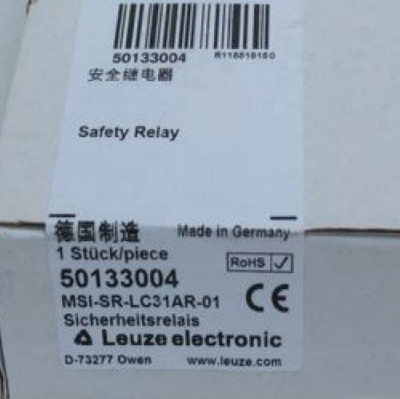 50133004 R118818180
安全继电器
Safety Relay
德国制造 Made in Germany
1 Stück/piece
50133004 RoHS
MSI-SR-LC31AR-01 CE
Sicherheitsrelais
Leuze electronic
D-73277 Owen www.leuze.com